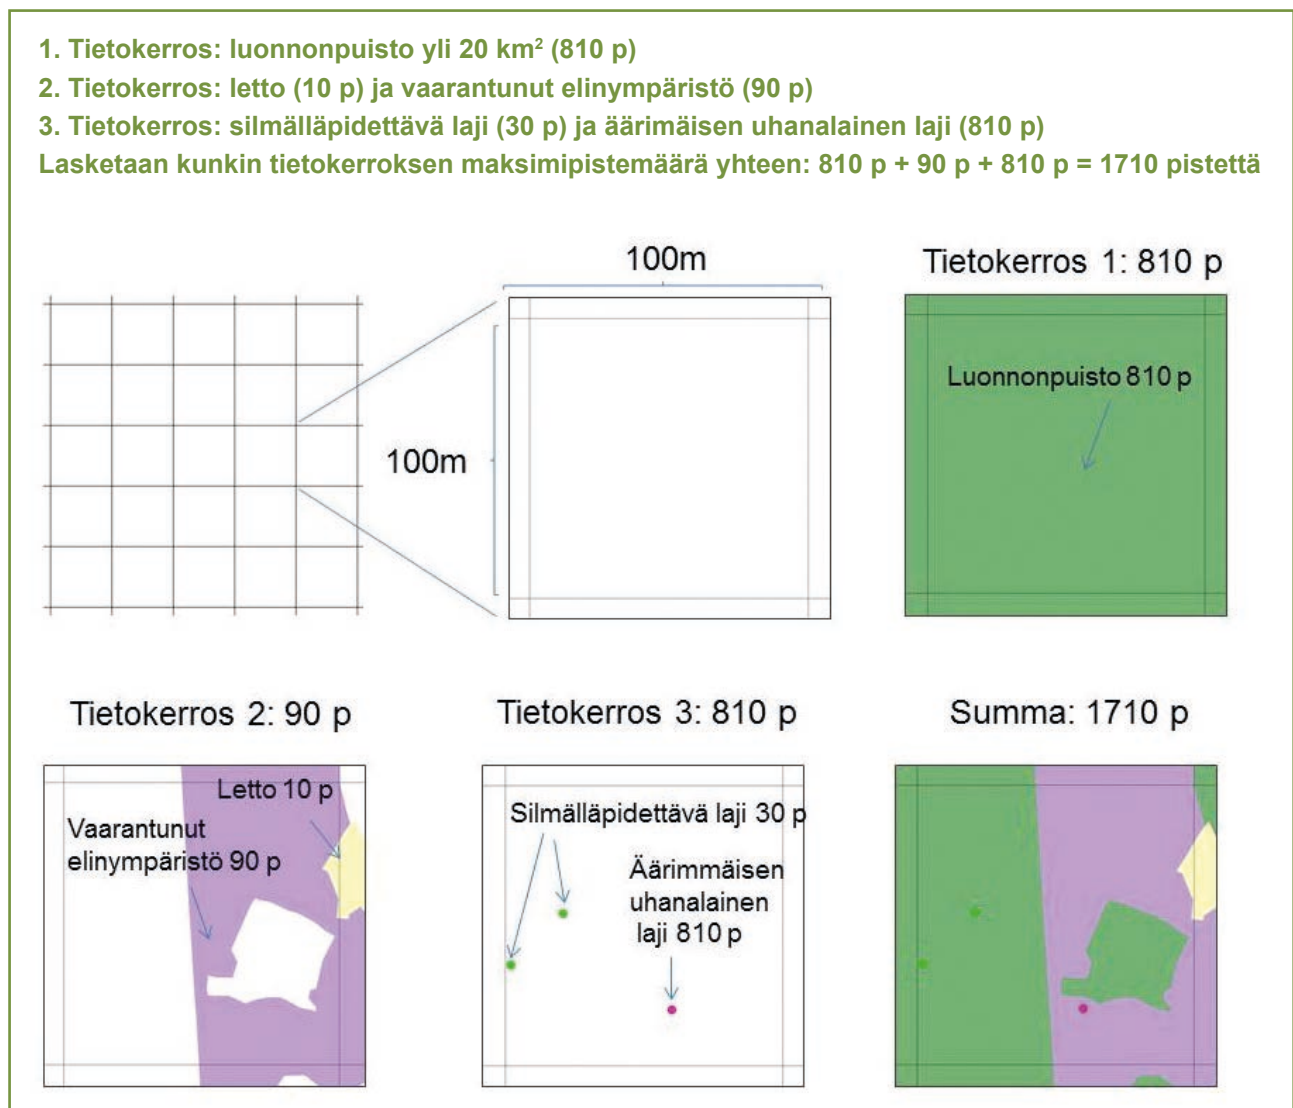 1. Tietokerros: luonnonpuisto yli 20 km² (810 p)
2. Tietokerros: letto (10 p) ja vaarantunut elinympäristö (90 p)
3. Tietokerros: silmälläpidettävä laji (30 p) ja äärimäisen uhanalainen laji (810 p)
Lasketaan kunkin tietokerroksen maksimipistemäärä yhteen: 810 p + 90 p + 810 p = 1710 pistettä
100m
100m
Tietokerros 1: 810 p
Luonnonpuisto 810 p
Tietokerros 2: 90 p
Letto 10 p
Vaarantunut
elinympäristö 90 p
Tietokerros 3: 810 p
Silmälläpidettävä laji 30 p
Äärimmäisen
uhanalainen
laji 810 p
Summa: 1710 p